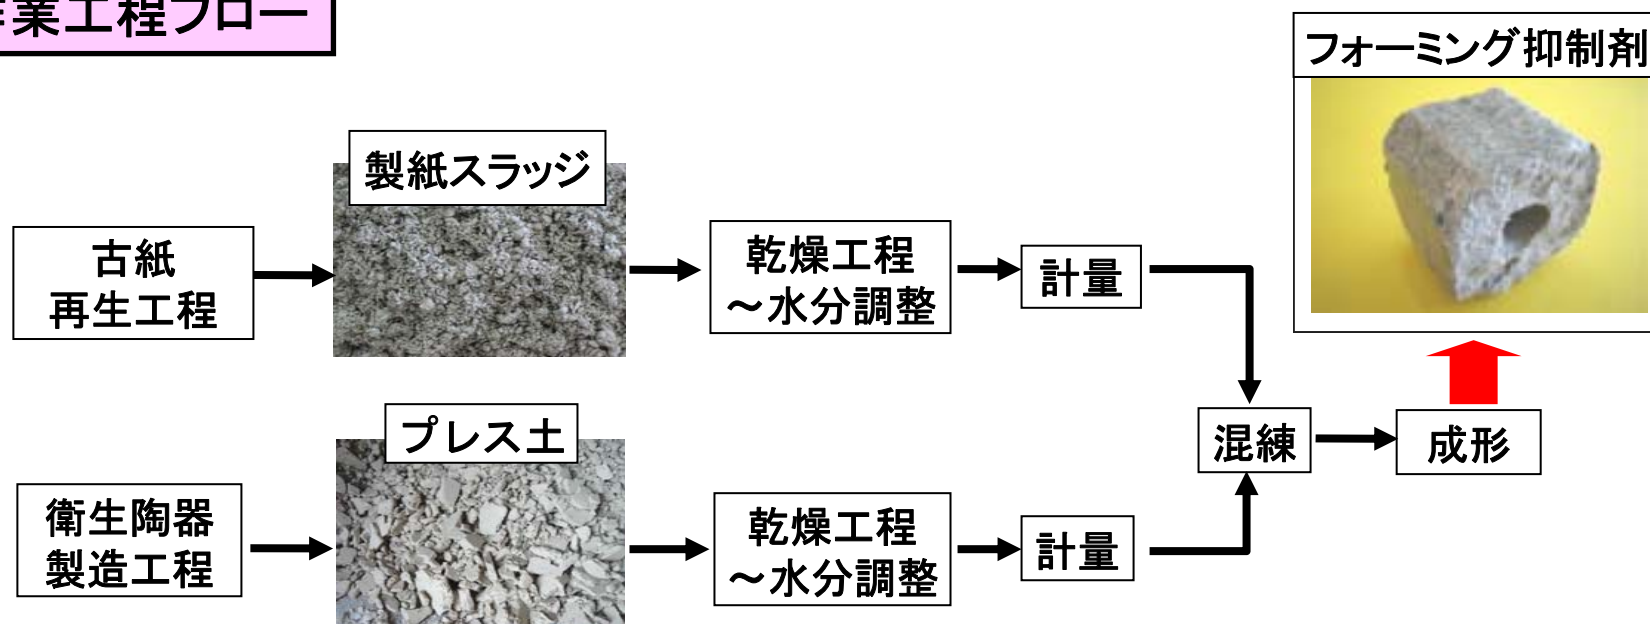 作業工程フロー
フォーミング抑制剤
製紙スラッジ
古紙
再生工程
乾燥工程
～水分調整
計量
プレス土
衛生陶器
製造工程
乾燥工程
～水分調整
計量
混練
成形